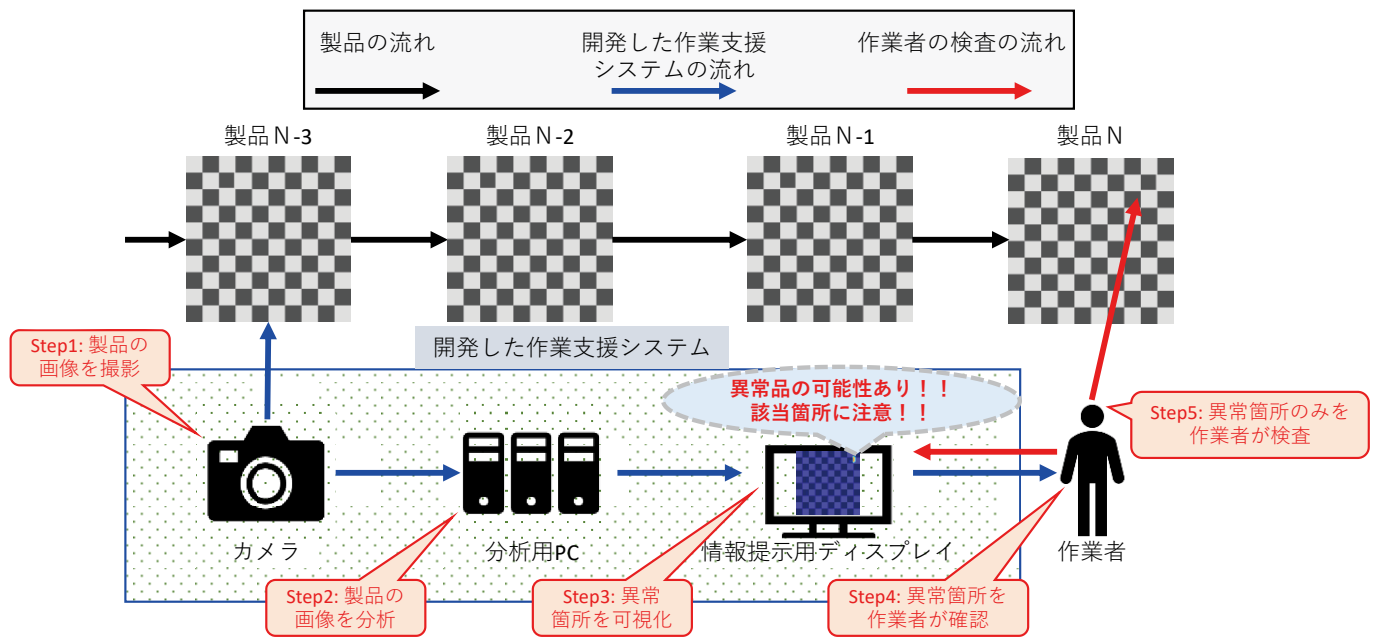 製品の流れ
開発した作業支援
システムの流れ
作業者の検査の流れ
製品N-3
製品N-2
製品N-1
製品N
Step1: 製品の
画像を撮影
開発した作業支援システム
異常品の可能性あり！！
該当箇所に注意！！
Step5: 異常箇所のみを
作業者が検査
カメラ
分析用PC
情報提示用ディスプレイ
作業者
Step2: 製品の
画像を分析
Step3: 異常
箇所を可視化
Step4: 異常箇所を
作業者が確認